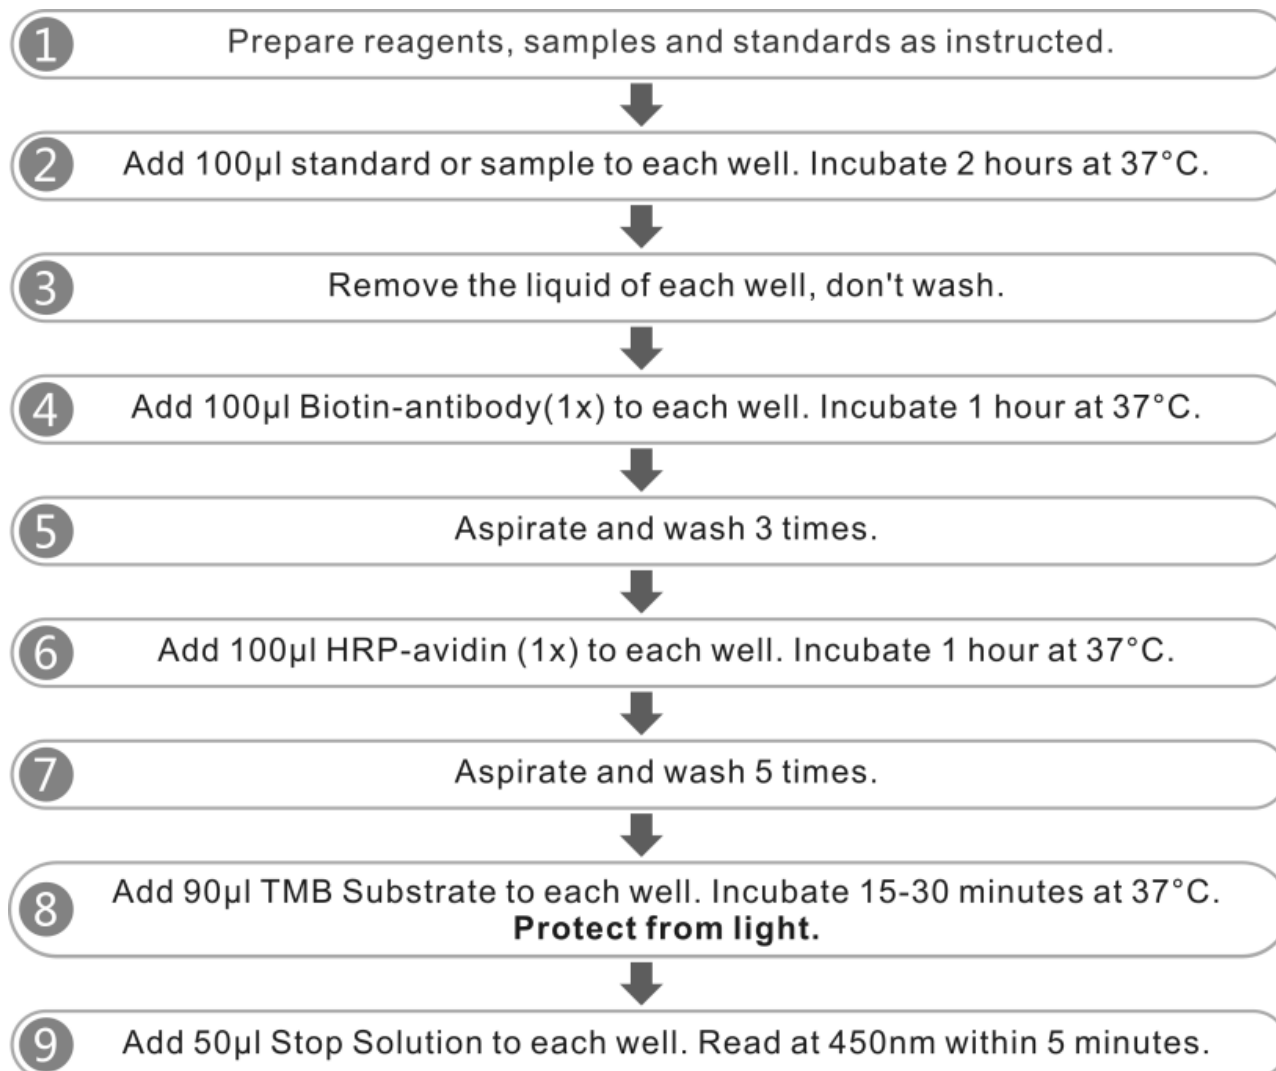 1 Prepare reagents, samples and standards as instructed.
2 Add 100µl standard or sample to each well. Incubate 2 hours at 37°C.
3 Remove the liquid of each well, don't wash.
4 Add 100µl Biotin-antibody(1x) to each well. Incubate 1 hour at 37°C.
5 Aspirate and wash 3 times.
6 Add 100µl HRP-avidin (1x) to each well. Incubate 1 hour at 37°C.
7 Aspirate and wash 5 times.
8 Add 90µl TMB Substrate to each well. Incubate 15-30 minutes at 37°C.
Protect from light.
9 Add 50µl Stop Solution to each well. Read at 450nm within 5 minutes.